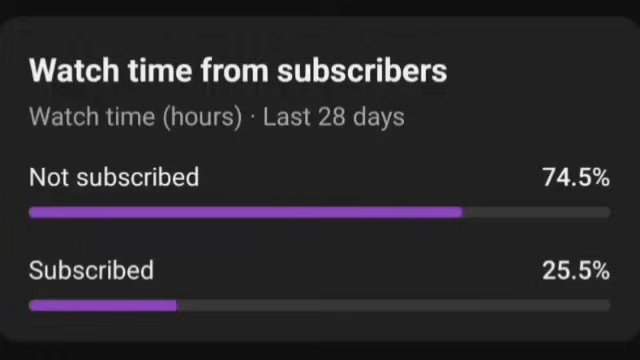 Watch time from subscribers
Watch time (hours) · Last 28 days
Not subscribed 74.5%
Subscribed 25.5%